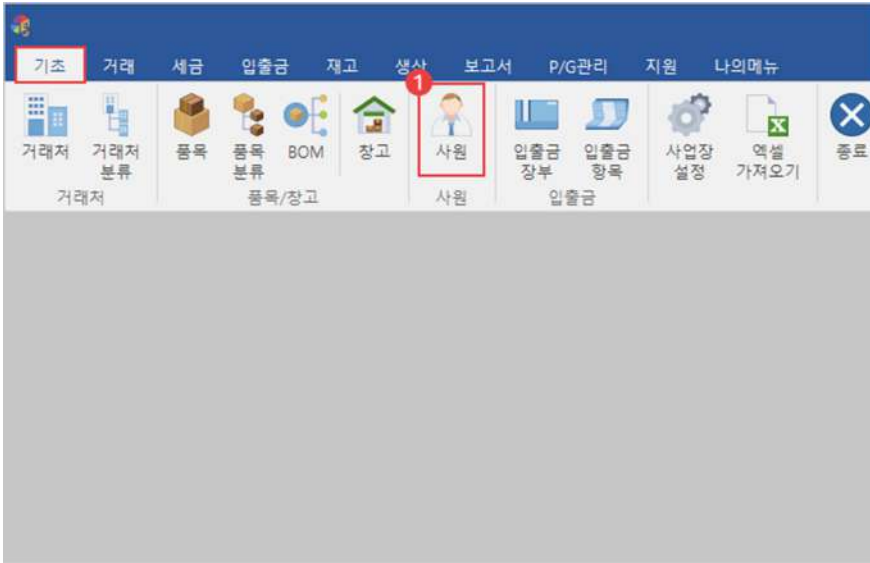 기초 거래 세금 입출금 재고 생산 보고서 P/G관리 지원 나의메뉴
1
거래처 거래처 품목 품목 BOM 창고 사원 입출금 입출금 사업장 엑셀 종료
분류 분류 장부 항목 설정 가져오기
거래처 품목/창고 사원 입출금